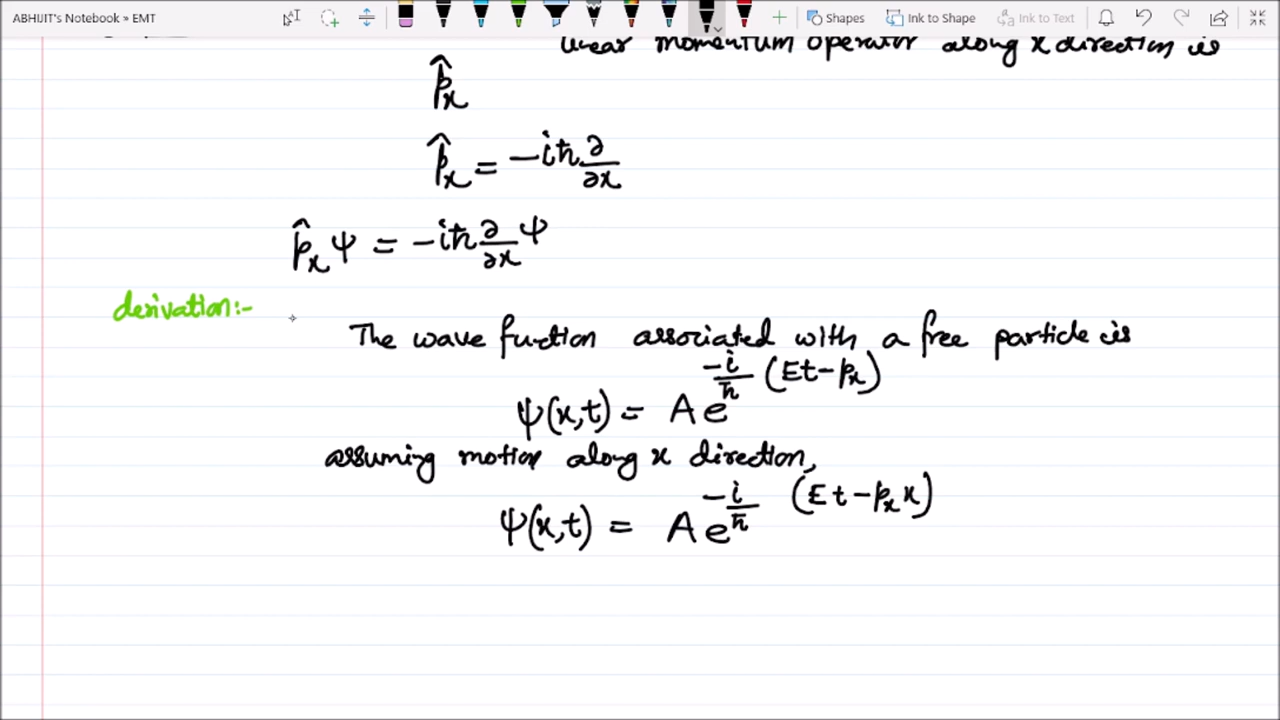 ABHIJIT's Notebook » EMT
Shapes
Ink to Shape
Ink to Text
linear momentum operator along x direction is
p̂ₓ
p̂ₓ = -iħ ∂/∂x
p̂ₓ ψ = -iħ ∂/∂x ψ
derivation:-
The wave function associated with a free particle is
ψ(x,t) = A e^{-i/ħ (Et-px)}
assuming motion along x direction,
ψ(x,t) = A e^{-i/ħ (Et-pₓx)}